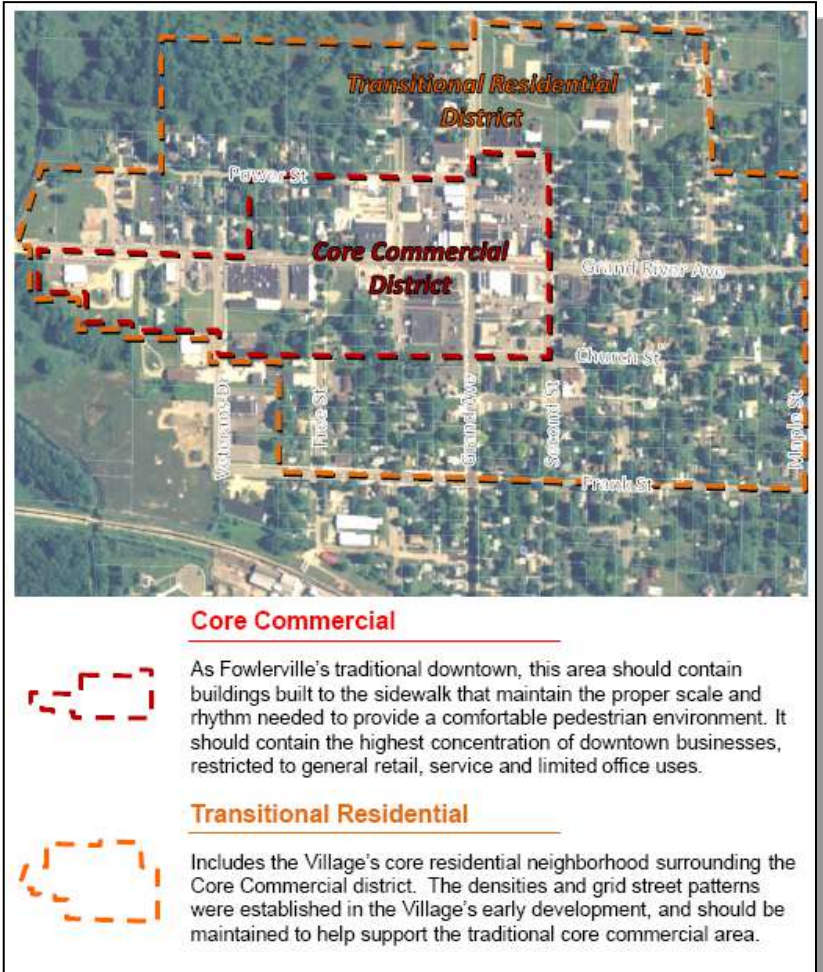 Transitional Residential
District
Power St
Core Commercial
District
Grand River Ave
Church St
Veterans Dr
Free St
Grand Ave
Second St
Maple St
Frank St
Core Commercial
As Fowlerville's traditional downtown, this area should contain
buildings built to the sidewalk that maintain the proper scale and
rhythm needed to provide a comfortable pedestrian environment. It
should contain the highest concentration of downtown businesses,
restricted to general retail, service and limited office uses.
Transitional Residential
Includes the Village's core residential neighborhood surrounding the
Core Commercial district. The densities and grid street patterns
were established in the Village's early development, and should be
maintained to help support the traditional core commercial area.